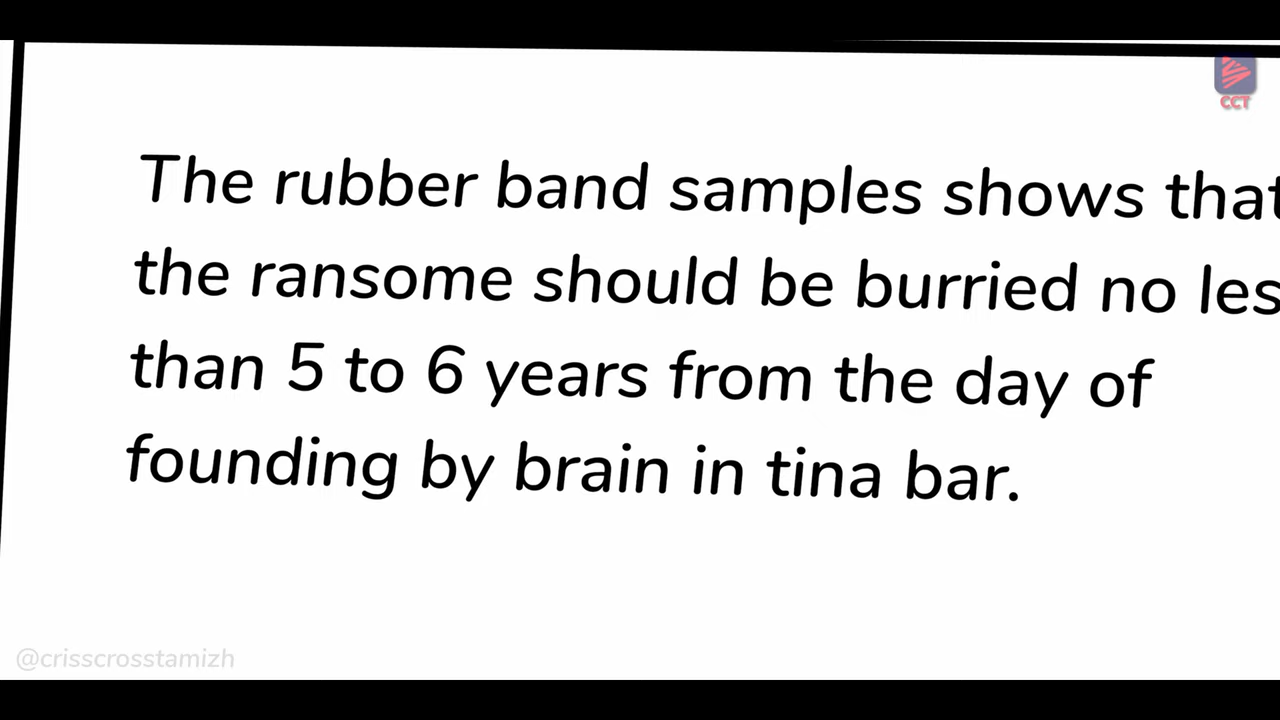 CCT
The rubber band samples shows that
the ransome should be burried no les
than 5 to 6 years from the day of
founding by brain in tina bar.
@crisscrosstamizh